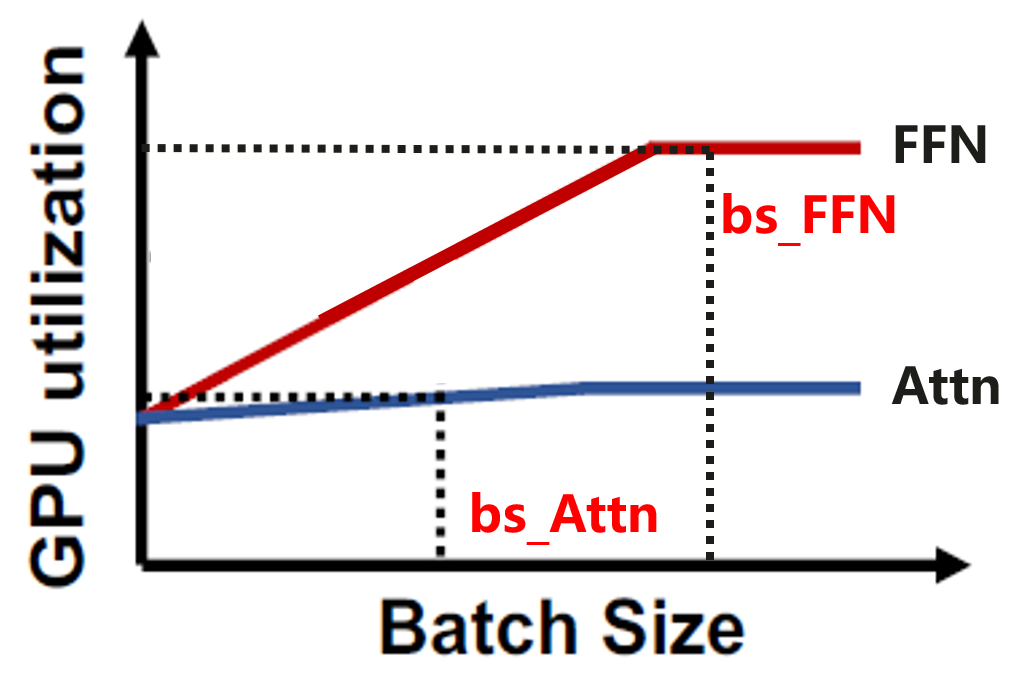 GPU utilization
FFN
bs_FFN
Attn
bs_Attn
Batch Size